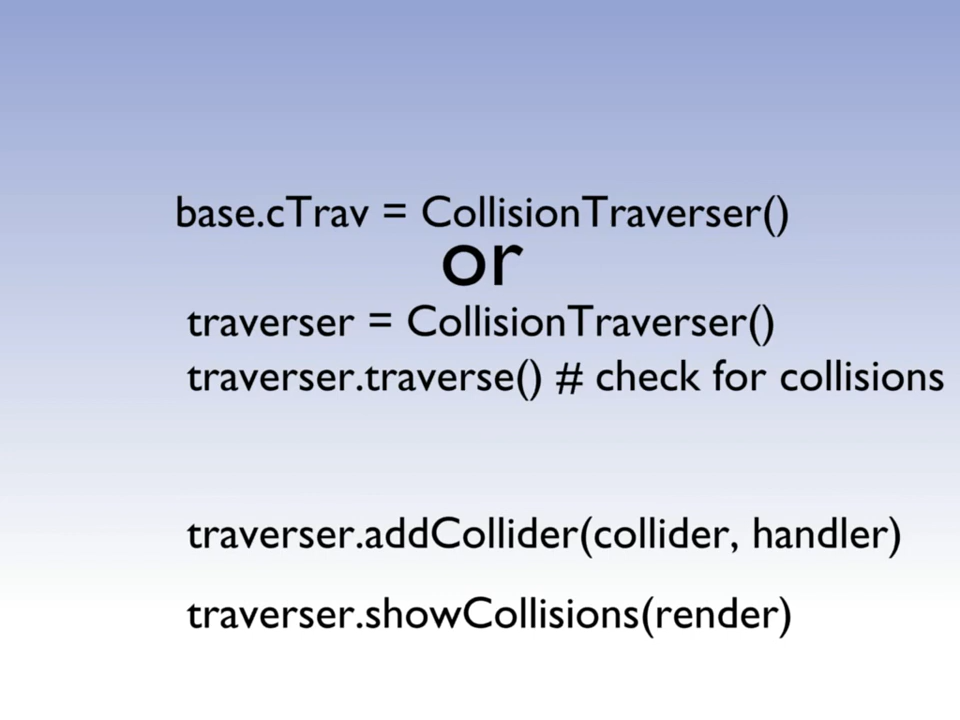 base.cTrav = CollisionTraverser()
or
traverser = CollisionTraverser()
traverser.traverse() # check for collisions
traverser.addCollider(collider, handler)
traverser.showCollisions(render)